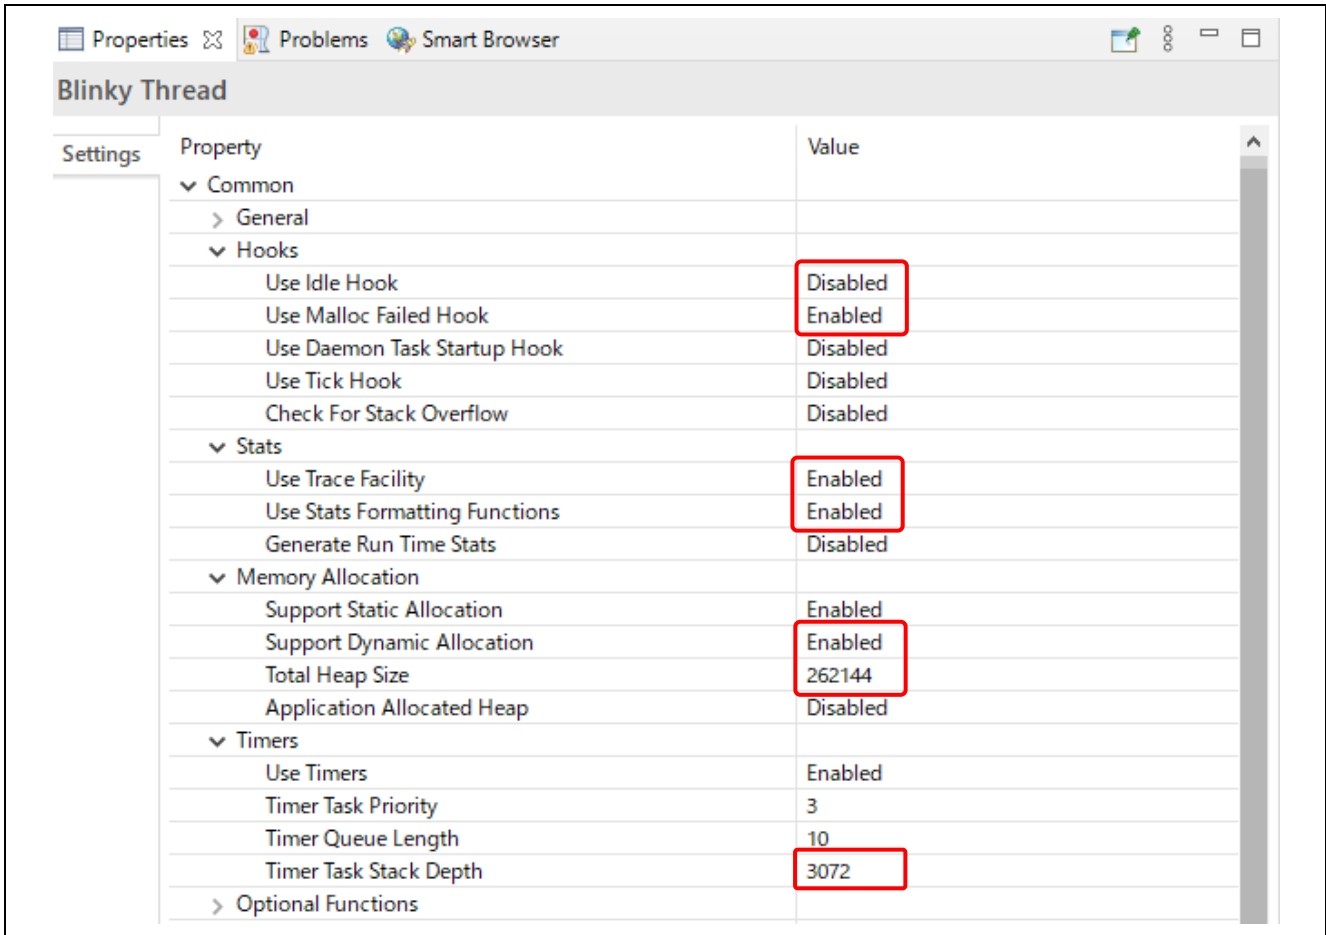 Properties Problems Smart Browser
Blinky Thread
Settings
Property Value
Common
General
Hooks
Use Idle Hook Disabled
Use Malloc Failed Hook Enabled
Use Daemon Task Startup Hook Disabled
Use Tick Hook Disabled
Check For Stack Overflow Disabled
Stats
Use Trace Facility Enabled
Use Stats Formatting Functions Enabled
Generate Run Time Stats Disabled
Memory Allocation
Support Static Allocation Enabled
Support Dynamic Allocation Enabled
Total Heap Size 262144
Application Allocated Heap Disabled
Timers
Use Timers Enabled
Timer Task Priority 3
Timer Queue Length 10
Timer Task Stack Depth 3072
Optional Functions